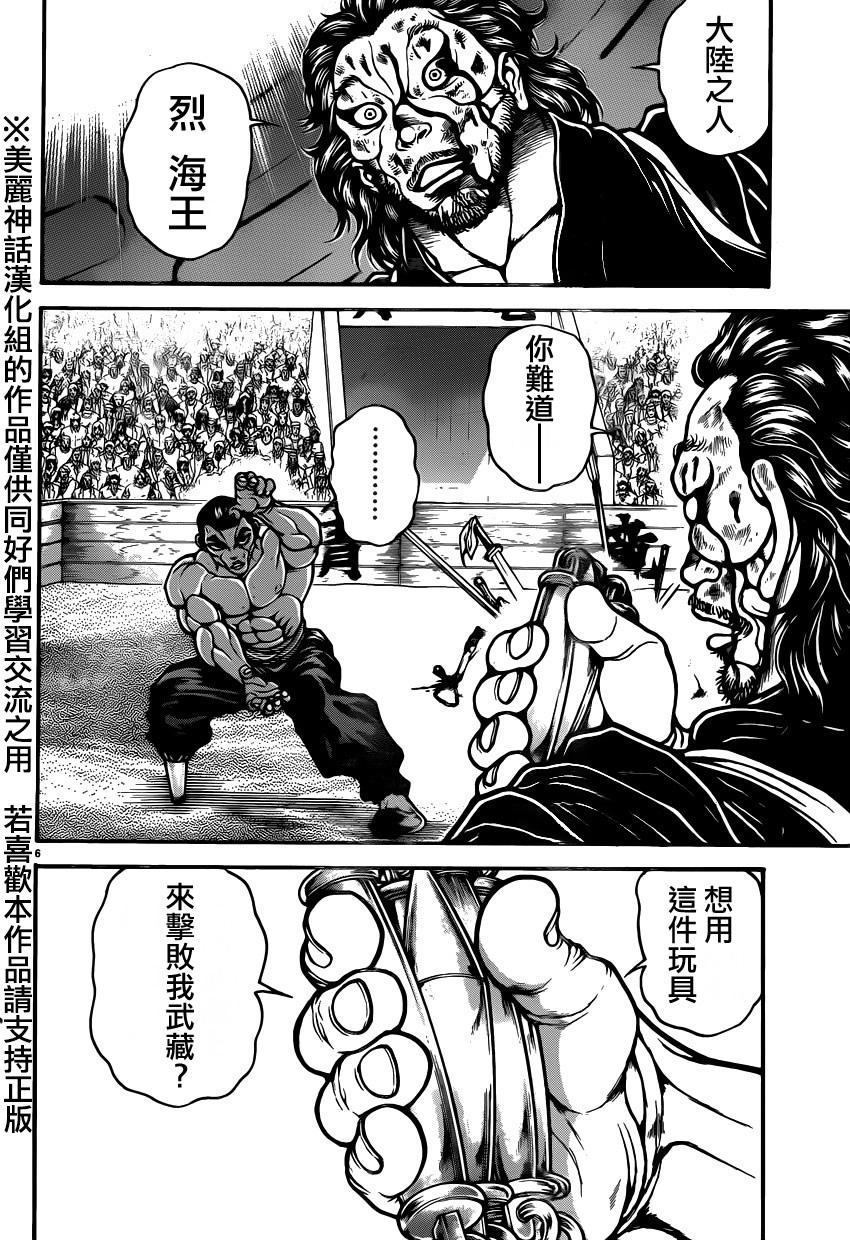 大陸之人
烈 海王
你難道——
………
想用
這件玩具
來擊敗我武藏？
6
※美麗神話漢化組的作品僅供同好們學習交流之用 若喜歡本作品請支持正版